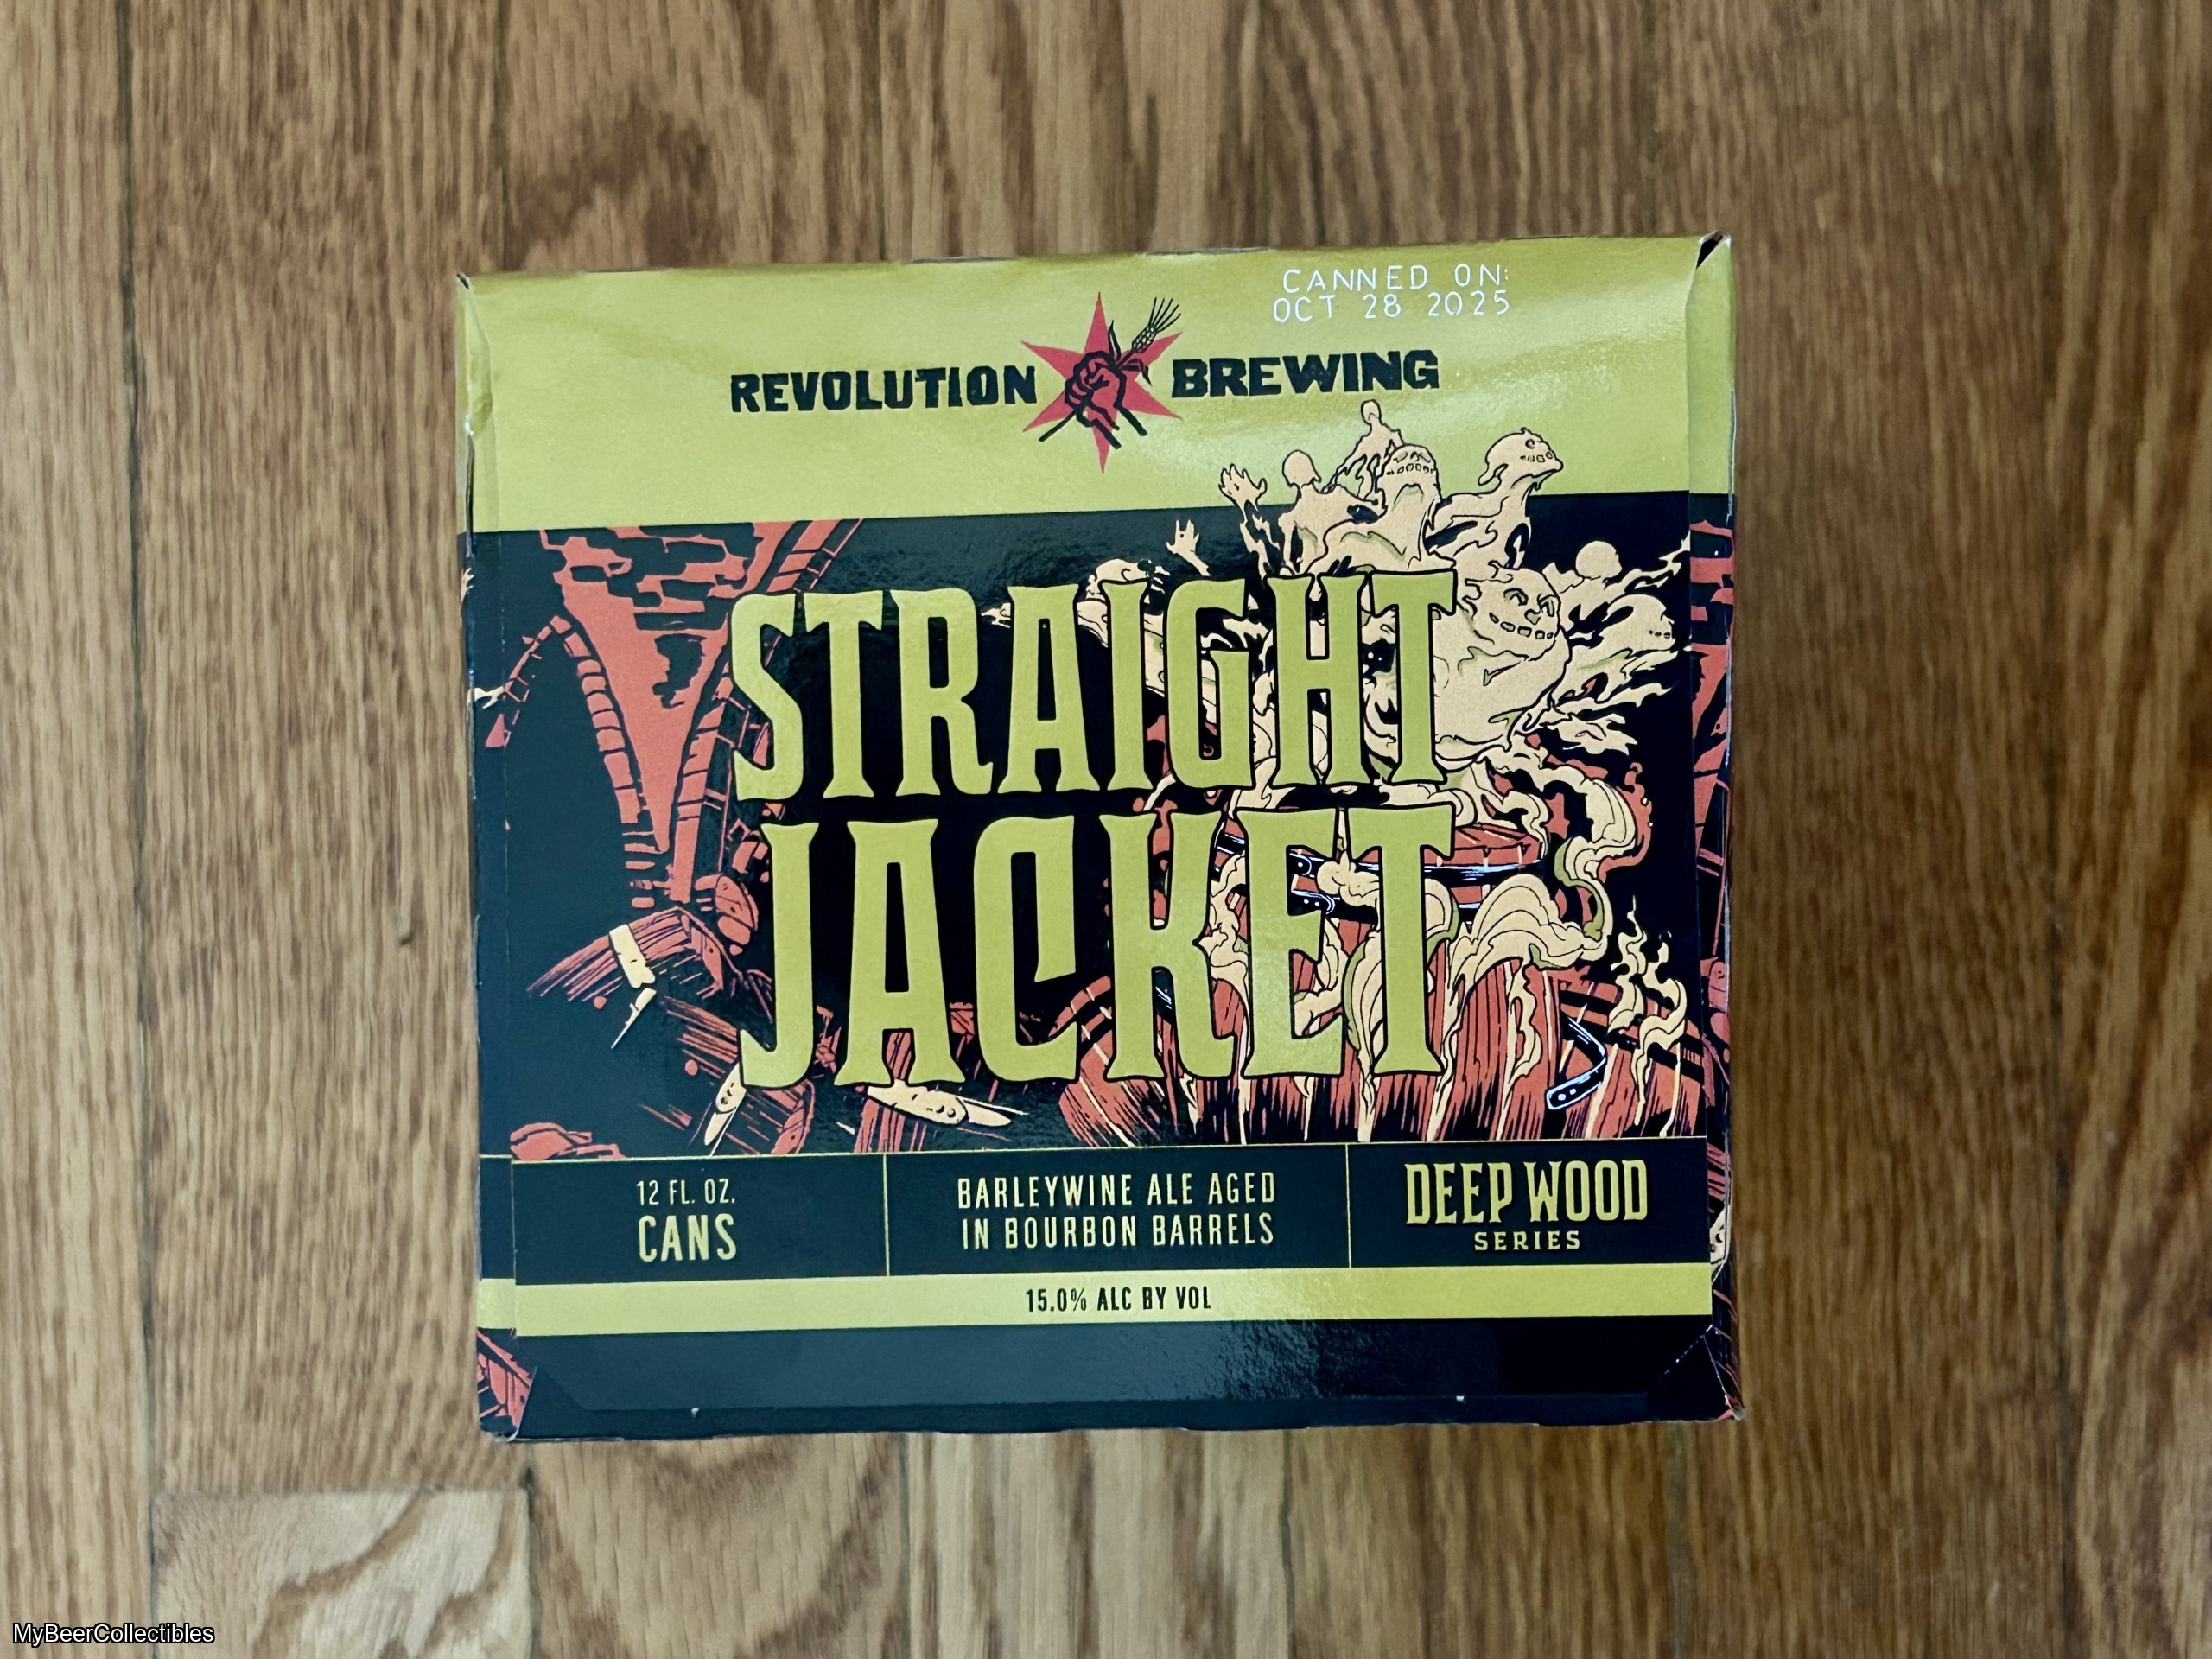 CANNED ON:
OCT 28 2025
REVOLUTION BREWING
STRAIGHT
JACKET
12 FL. OZ.
CANS
BARLEYWINE ALE AGED
IN BOURBON BARRELS
DEEP WOOD
SERIES
15.0% ALC BY VOL
MyBeerCollectibles